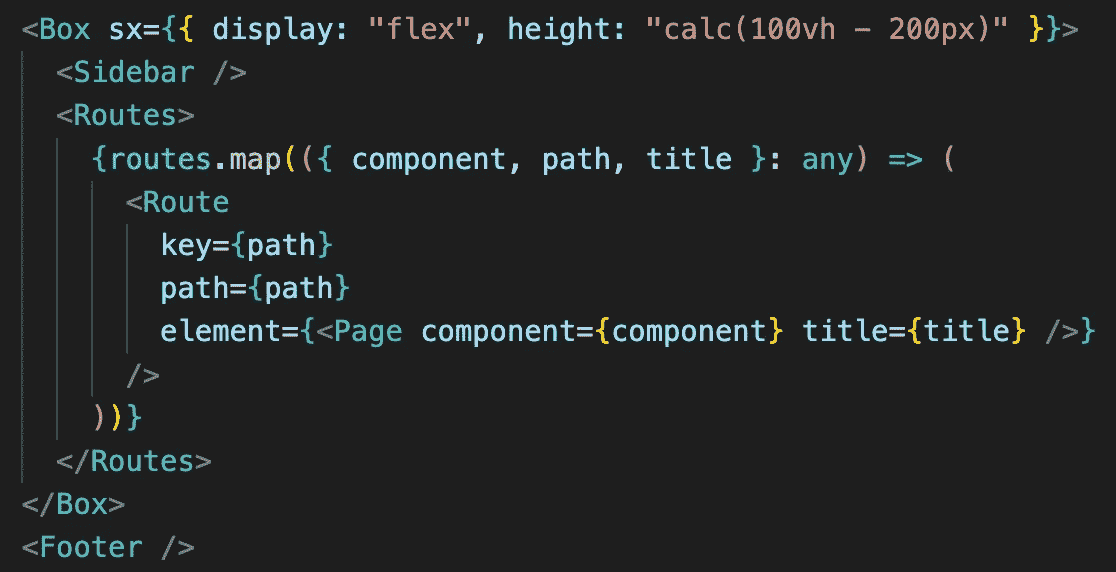 <Box sx={{ display: "flex", height: "calc(100vh - 200px)" }}>
<Sidebar />
<Routes>
{routes.map(({ component, path, title }: any) => (
<Route
key={path}
path={path}
element={<Page component={component} title={title} />}
/>
))}
</Routes>
</Box>
<Footer />